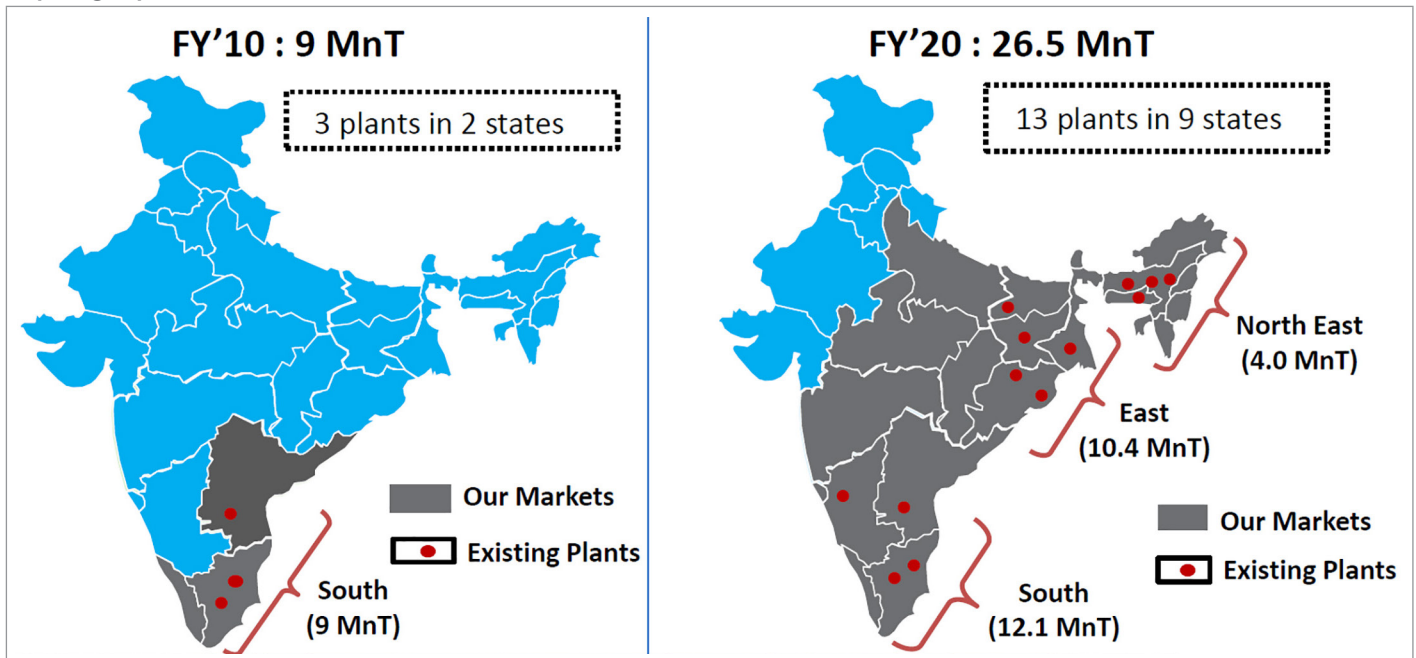 FY'10 : 9 MnT
3 plants in 2 states
Our Markets
Existing Plants
South
(9 MnT)
FY'20 : 26.5 MnT
13 plants in 9 states
North East
(4.0 MnT)
East
(10.4 MnT)
Our Markets
Existing Plants
South
(12.1 MnT)